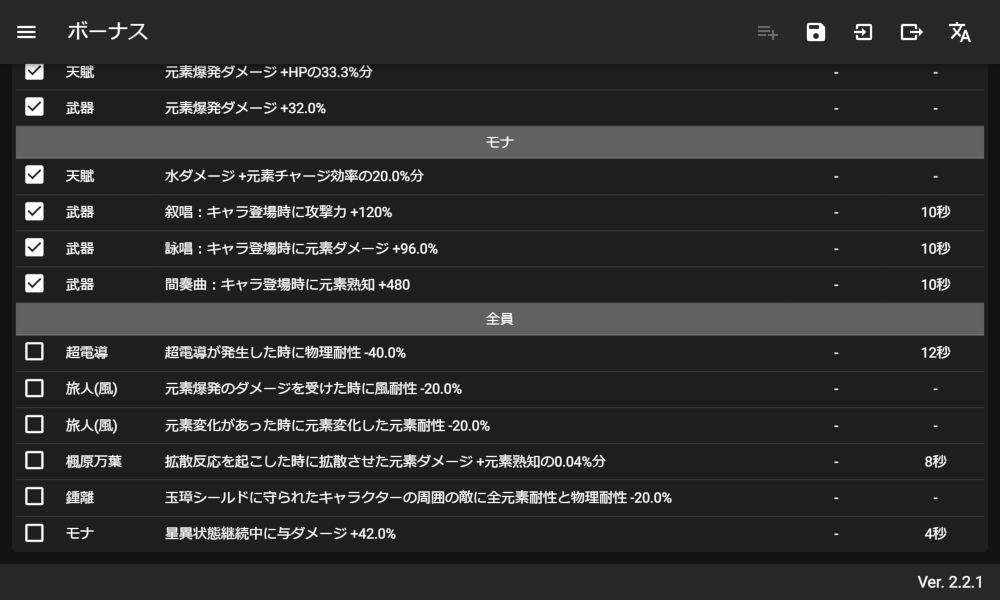 ボーナス
天賦 元素爆発ダメージ +HPの33.3%分 - -
武器 元素爆発ダメージ +32.0% - -
モナ
天賦 水ダメージ +元素チャージ効率の20.0%分 - -
武器 叙唱：キャラ登場時に攻撃力 +120% - 10秒
武器 詠唱：キャラ登場時に元素ダメージ +96.0% - 10秒
武器 間奏曲：キャラ登場時に元素熟知 +480 - 10秒
全員
超電導 超電導が発生した時に物理耐性 -40.0% - 12秒
旅人(風) 元素爆発のダメージを受けた時に風耐性 -20.0% - -
旅人(風) 元素変化があった時に元素変化した元素耐性 -20.0% - -
楓原万葉 拡散反応を起こした時に拡散させた元素ダメージ +元素熟知の0.04%分 - 8秒
鍾離 玉璋シールドに守られたキャラクターの周囲の敵に全元素耐性と物理耐性 -20.0% - -
モナ 星異状態継続中に与ダメージ +42.0% - 4秒
Ver. 2.2.1